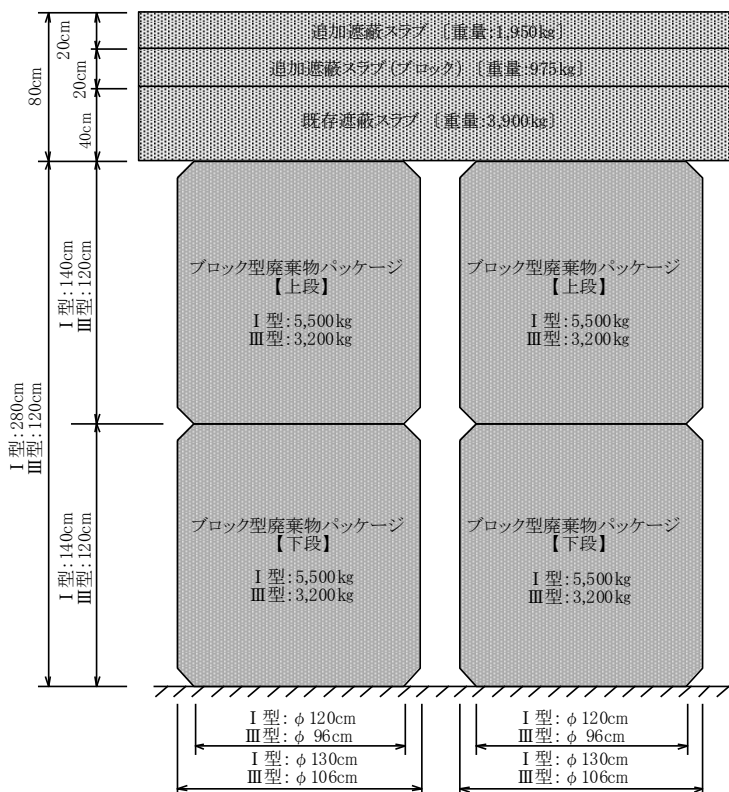 追加遮蔽スラブ 〔重量:1,950kg〕
追加遮蔽スラブ(ブロック) 〔重量:975kg〕
既存遮蔽スラブ 〔重量:3,900kg〕
80cm
20cm
20cm
40cm
Ⅰ型:280cm
Ⅲ型:120cm
Ⅰ型:140cm
Ⅲ型:120cm
Ⅰ型:140cm
Ⅲ型:120cm
ブロック型廃棄物パッケージ
【上段】
Ⅰ型:5,500kg
Ⅲ型:3,200kg
ブロック型廃棄物パッケージ
【上段】
Ⅰ型:5,500kg
Ⅲ型:3,200kg
ブロック型廃棄物パッケージ
【下段】
Ⅰ型:5,500kg
Ⅲ型:3,200kg
ブロック型廃棄物パッケージ
【下段】
Ⅰ型:5,500kg
Ⅲ型:3,200kg
Ⅰ型:φ120cm
Ⅲ型:φ 96cm
Ⅰ型:φ130cm
Ⅲ型:φ106cm
Ⅰ型:φ120cm
Ⅲ型:φ 96cm
Ⅰ型:φ130cm
Ⅲ型:φ106cm